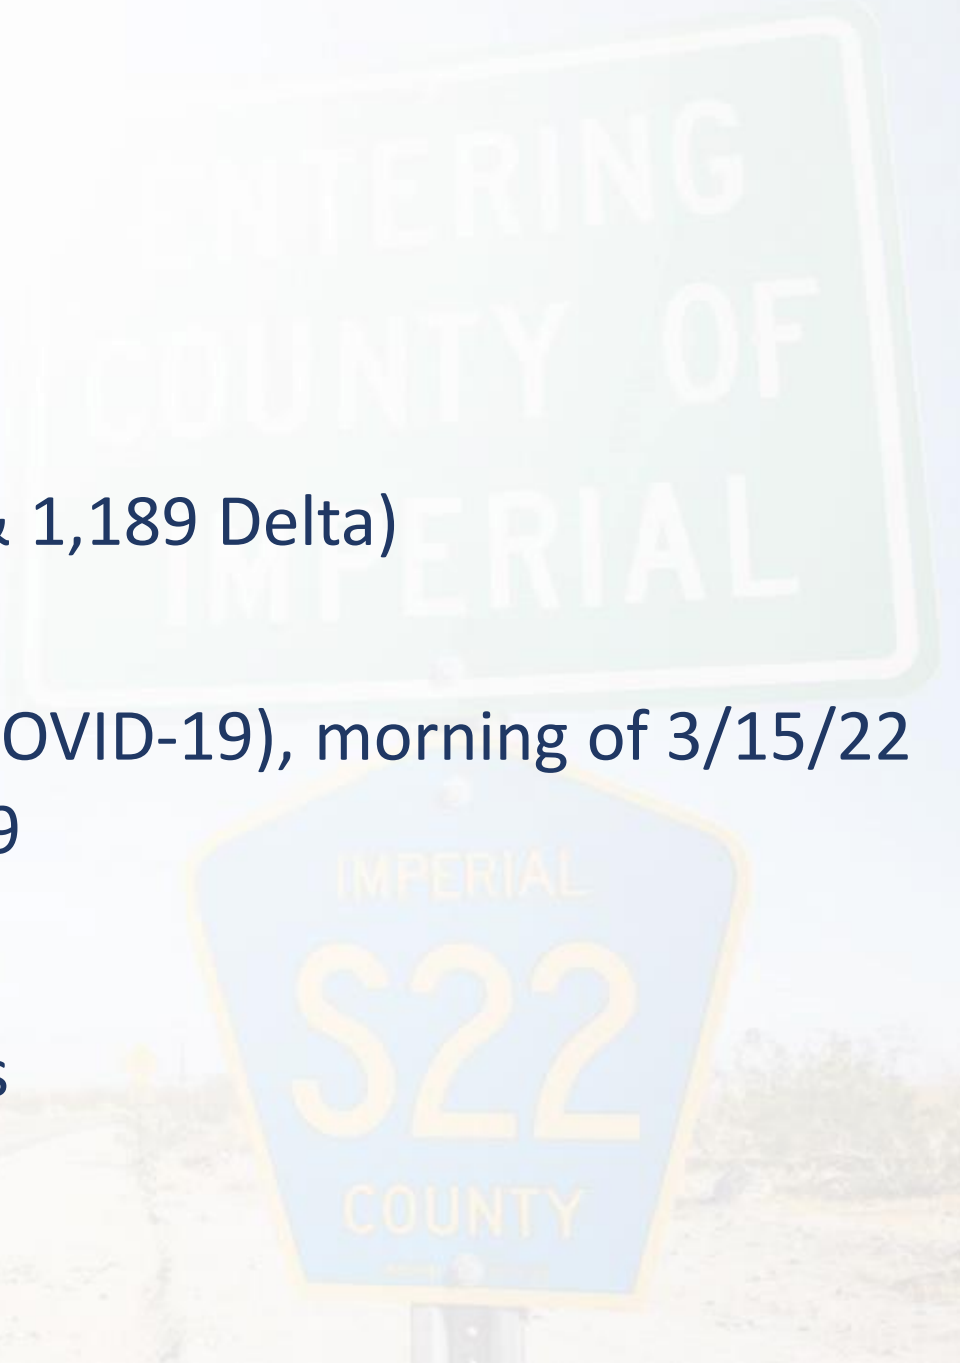 ENTERING
COUNTY OF
IMPERIAL
& 1,189 Delta)
OVID-19), morning of 3/15/22
9
s
IMPERIAL
S22
COUNTY